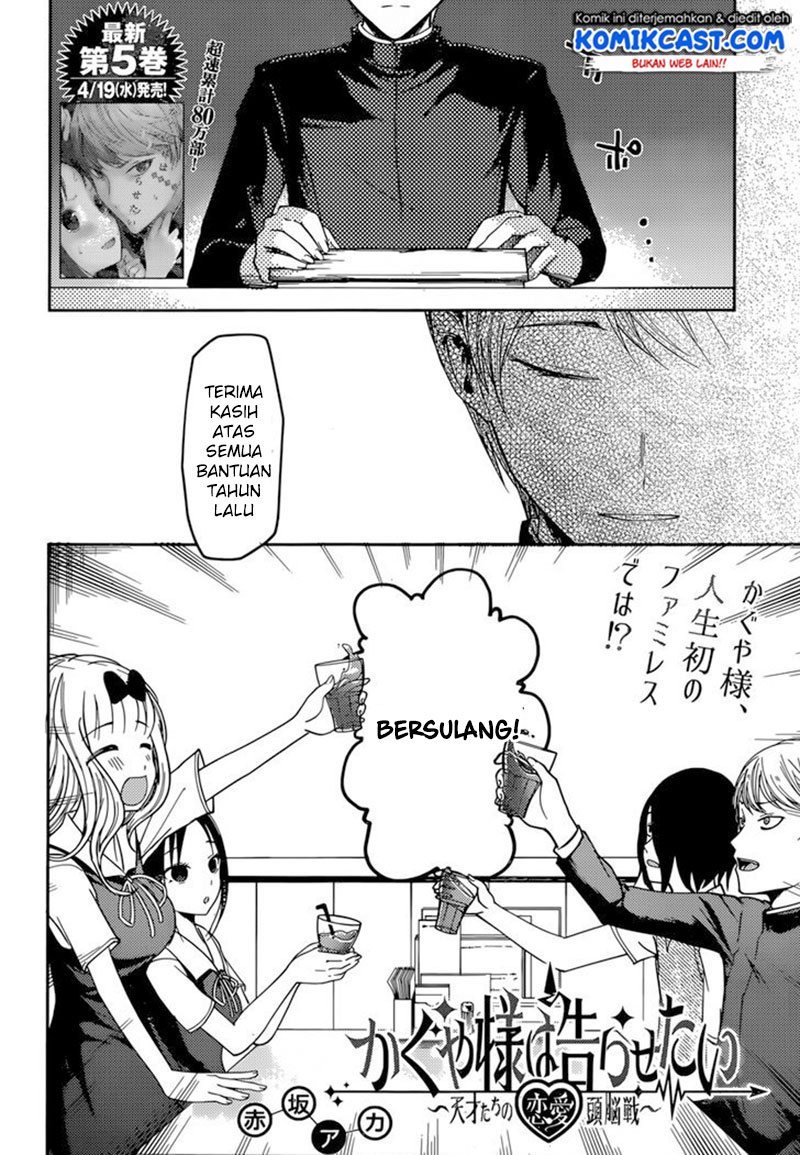 最新
第5巻
4/19(水)発売!
超速累計80万部!
Komik ini diterjemahkan & diedit oleh
KOMIKCAST.COM
BUKAN WEB LAIN!!
ポ
TERIMA
KASIH
ATAS
SEMUA
BANTUAN
TAHUN
LALU
かぐや様、
人生初の
ファミレス
では!?
BERSULANG!
かぐや様は告らせたい
～天才たちの恋愛頭脳戦～
赤坂アカ